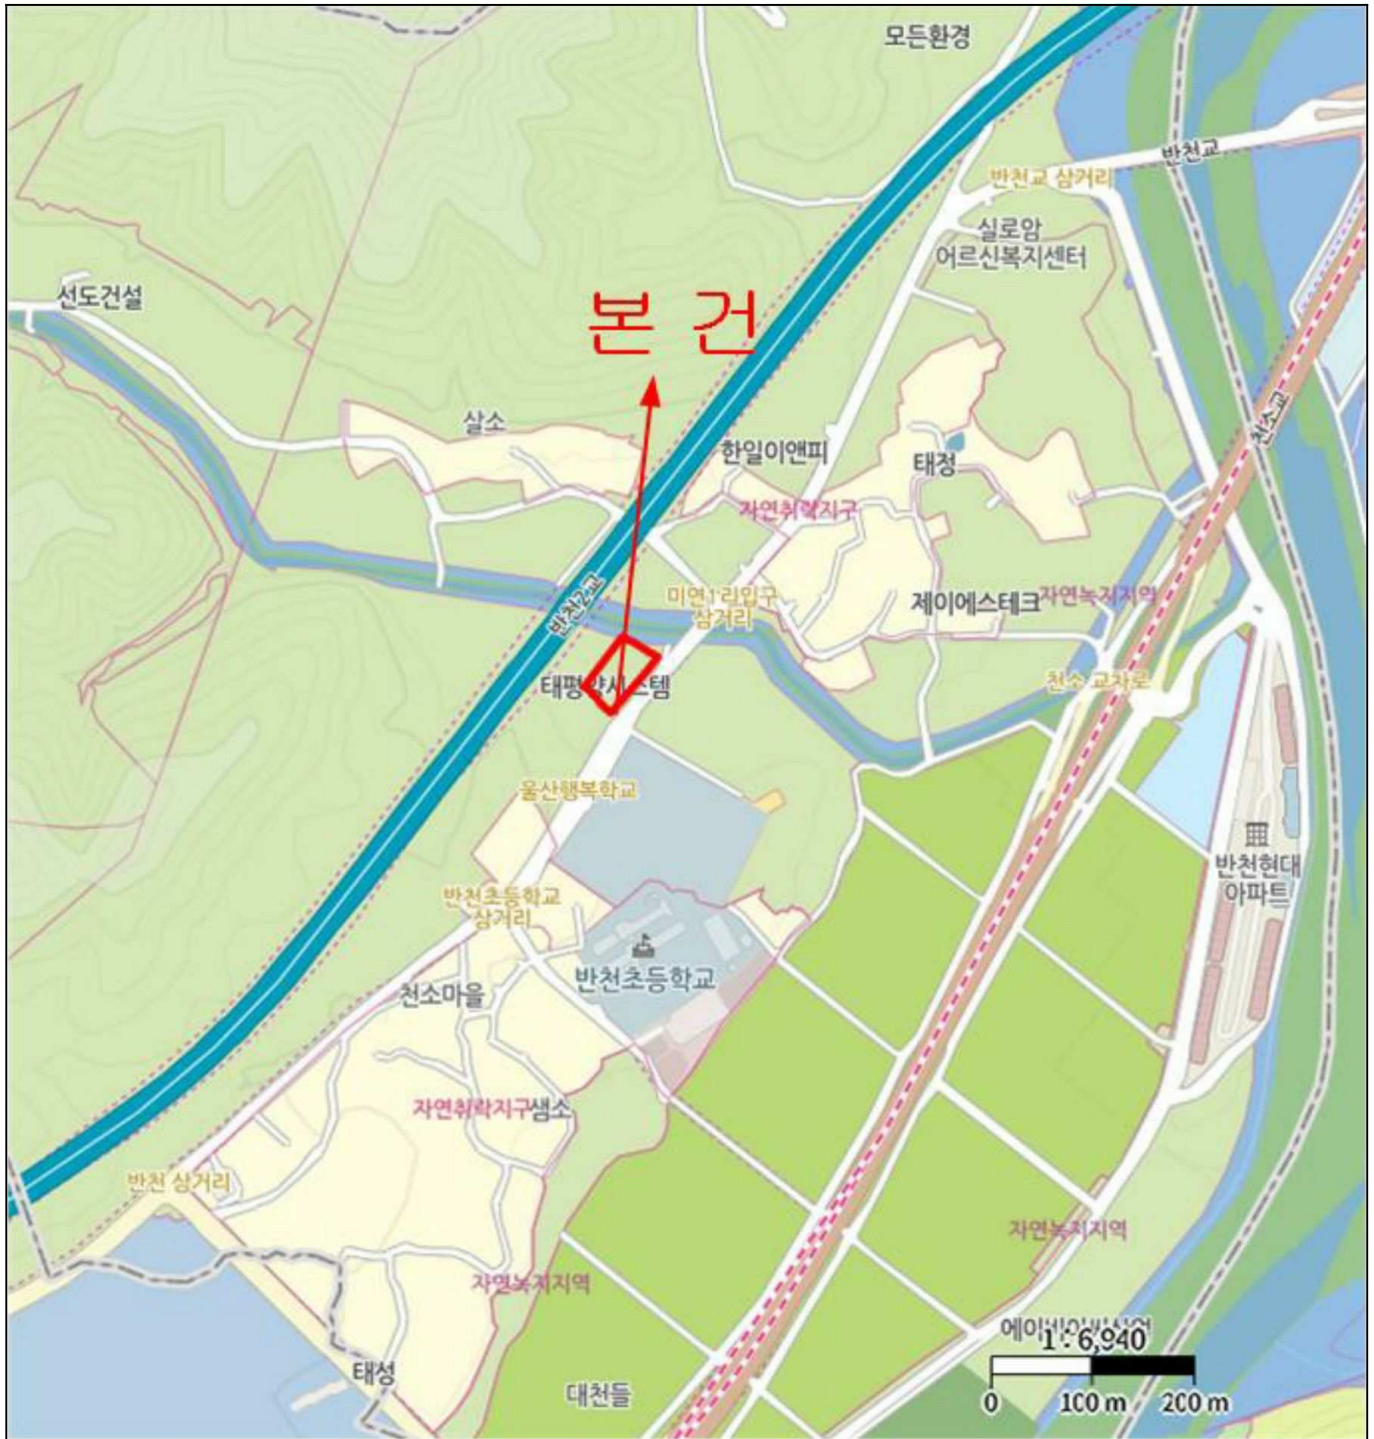 모든환경
반천교
반천교 삼거리
실로암
어르신복지센터
선도건설
본 건
천소교
살소
한일이앤피
태정
자연취락지구
반천2교
미연1리입구
삼거리
제이에스테크
자연녹지지역
태평양시스템
천소 교차로
울산행복학교
반천현대
아파트
반천초등학교
삼거리
반천초등학교
천소마을
자연취락지구
샘소
반천 삼거리
자연녹지지역
자연녹지지역
1 : 6,940
태성
대천들
0 100 m 200 m